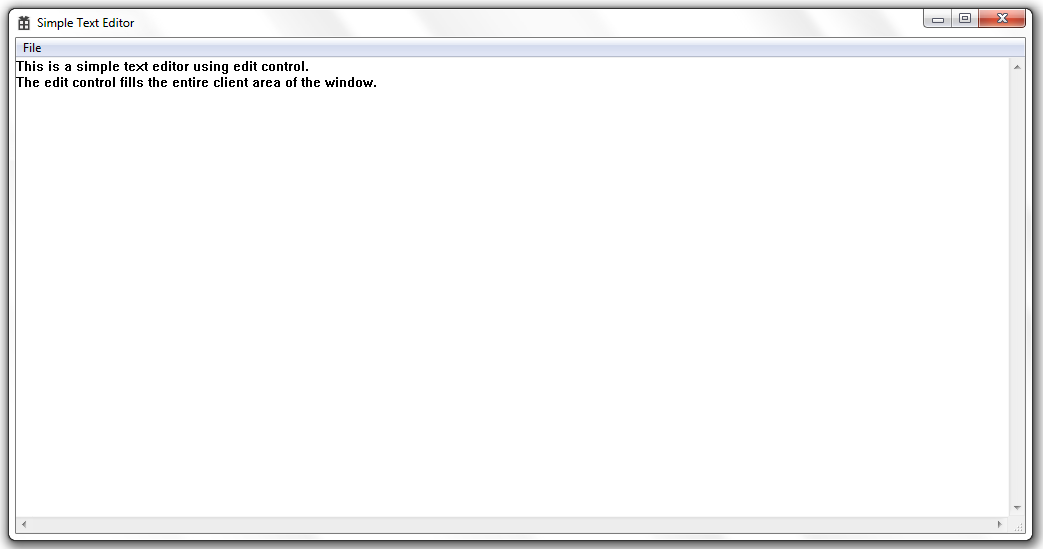 Simple Text Editor
File
This is a simple text editor using edit control.
The edit control fills the entire client area of the window.